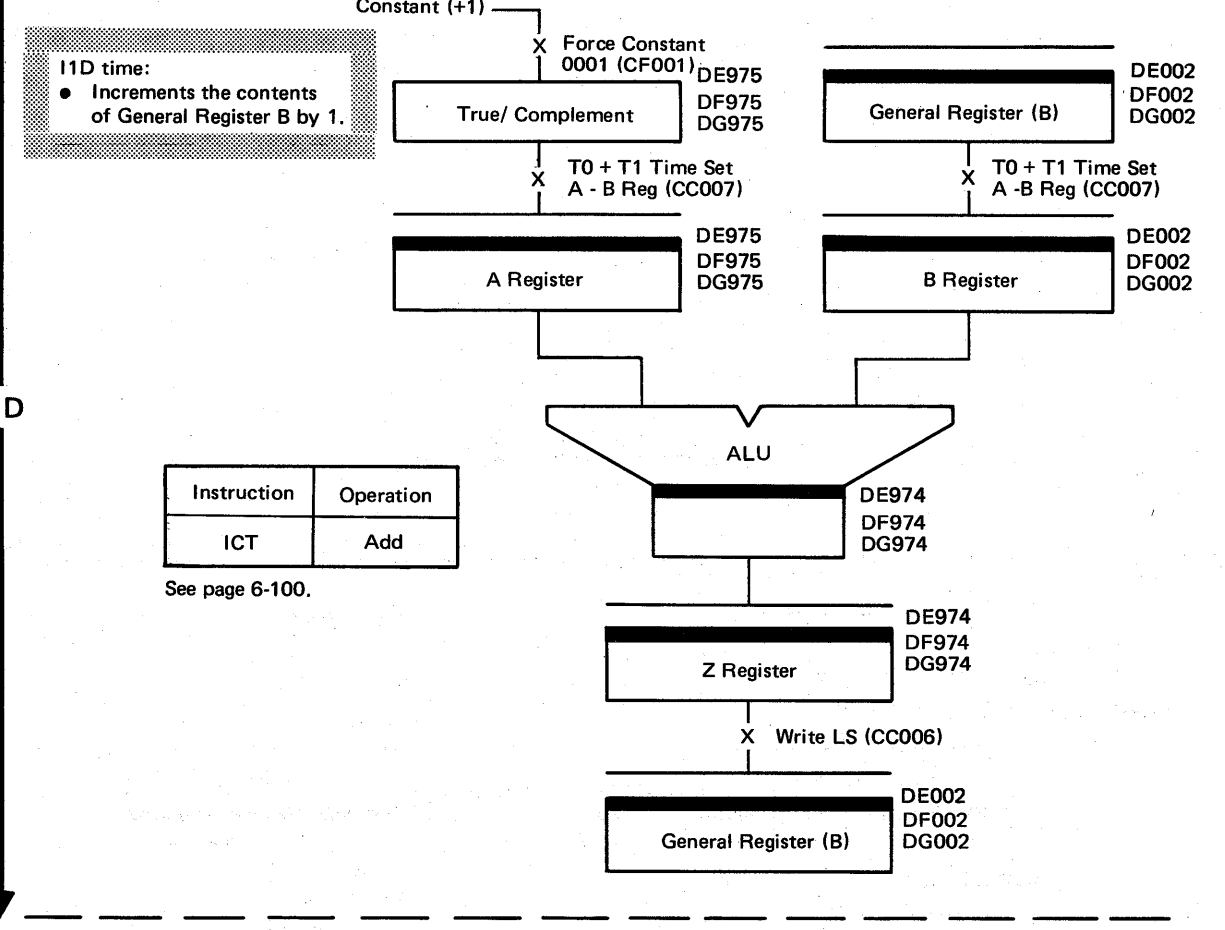 Constant (+1)
I1D time:
● Increments the contents
of General Register B by 1.
X Force Constant
0001 (CF001)
True/ Complement
DE975
DF975
DG975
General Register (B)
DE002
DF002
DG002
X T0 + T1 Time Set
A - B Reg (CC007)
X T0 + T1 Time Set
A -B Reg (CC007)
A Register
DE975
DF975
DG975
B Register
DE002
DF002
DG002
D
ALU
DE974
DF974
DG974
Instruction Operation
ICT Add
See page 6-100.
Z Register
DE974
DF974
DG974
X Write LS (CC006)
General Register (B)
DE002
DF002
DG002